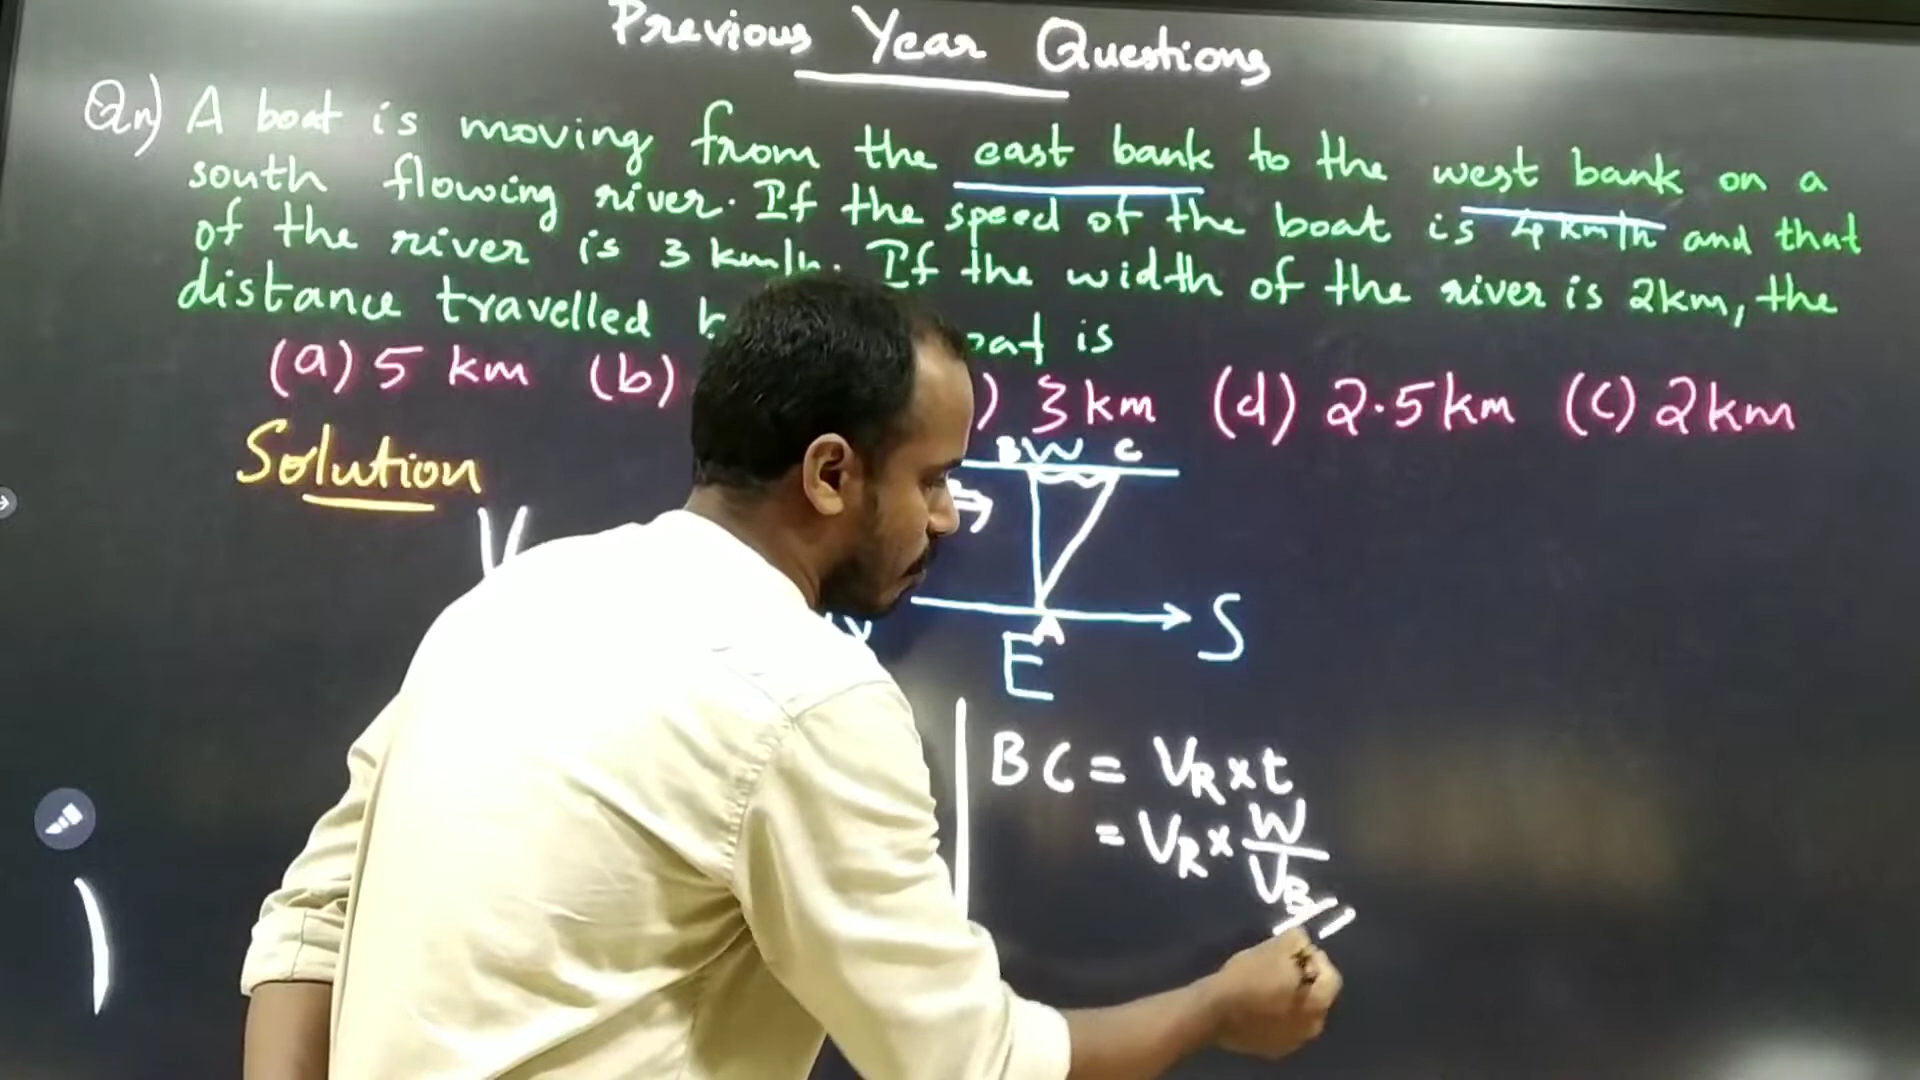 Previous Year Questions
Qn) A boat is moving from the east bank to the west bank on a
south flowing river. If the speed of the boat is 4 km/h and that
of the river is 3 km/h. If the width of the river is 2km, the
distance travelled b oat is
(a) 5 km (b) ) 3 km (d) 2.5 km (c) 2 km
Solution
B W C
V
S
A
E
BC = VR x t
= VR x W/VB